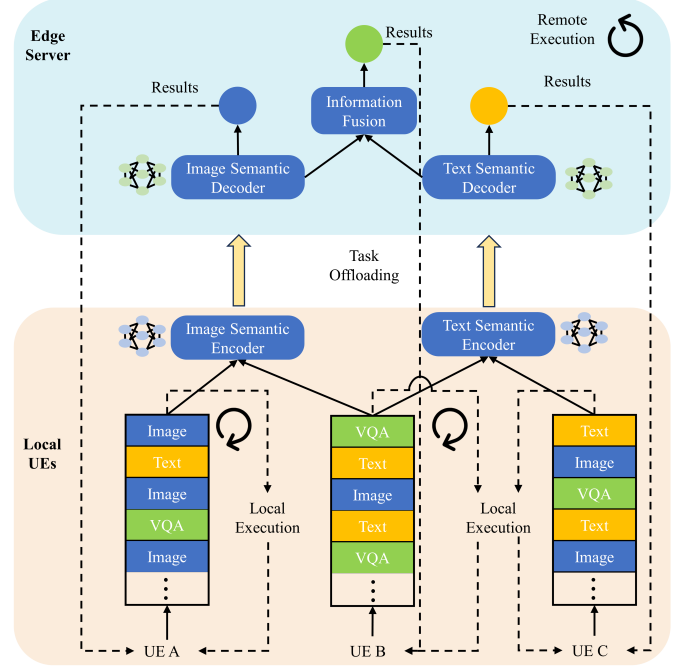 Edge
Server
Results
Remote
Execution
Results
Results
Information
Fusion
Image Semantic
Decoder
Text Semantic
Decoder
Task
Offloading
Image Semantic
Encoder
Text Semantic
Encoder
Local
UEs
Image
Text
Image
VQA
Image
Local
Execution
VQA
Text
Image
Text
VQA
Local
Execution
Text
Image
VQA
Text
Image
UE A
UE B
UE C